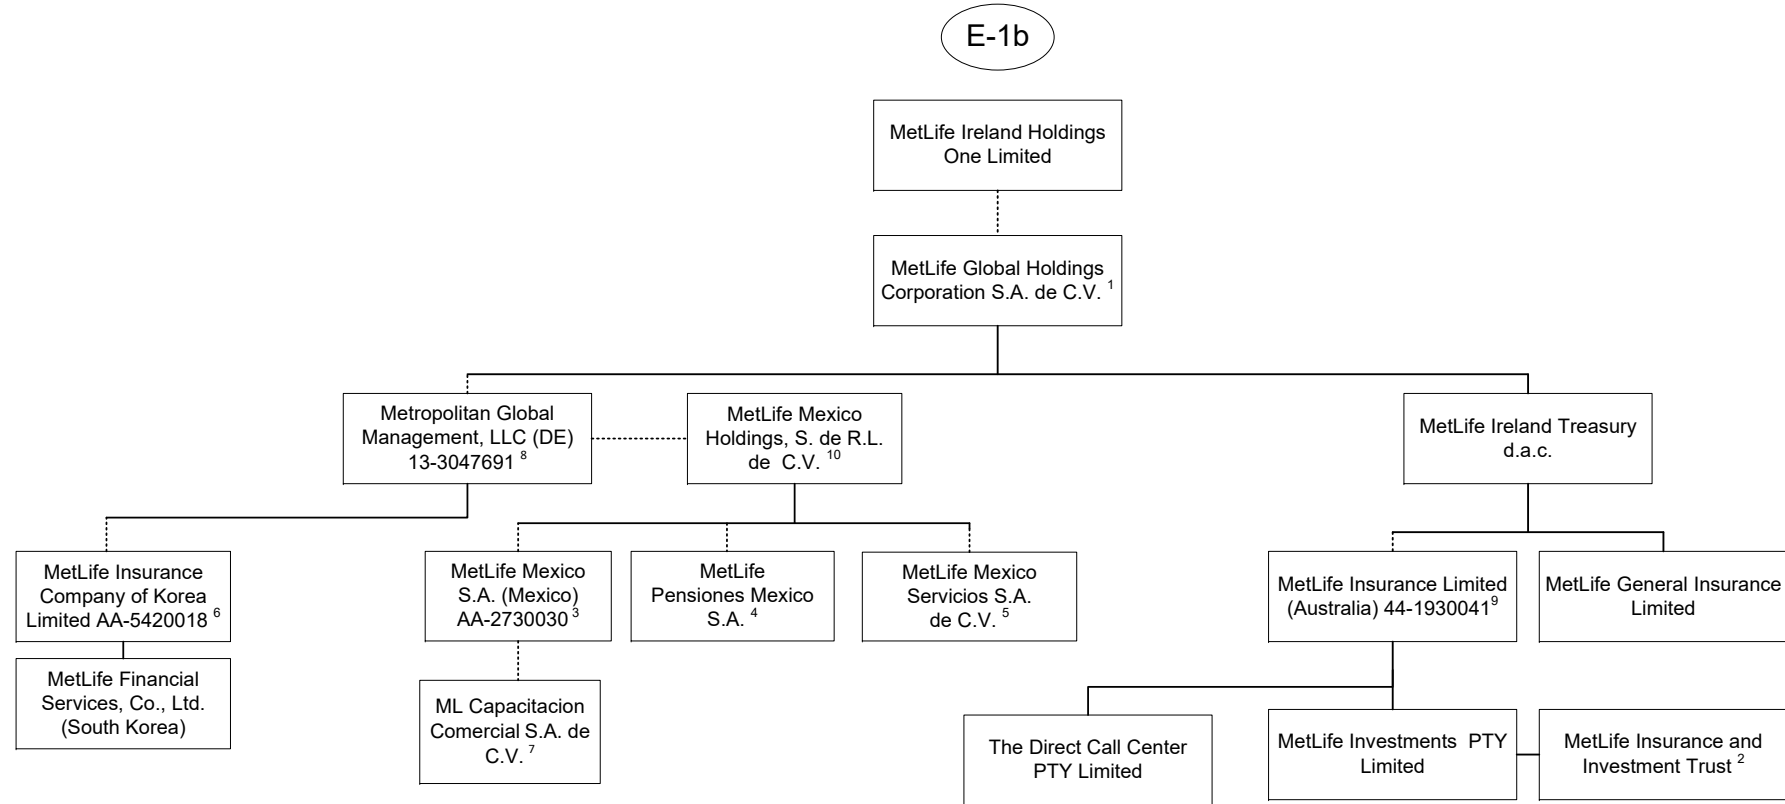 E-1b
MetLife Ireland Holdings
One Limited
MetLife Global Holdings
Corporation S.A. de C.V. 1
Metropolitan Global
Management, LLC (DE)
13-3047691 8
MetLife Mexico
Holdings, S. de R.L.
de C.V. 10
MetLife Ireland Treasury
d.a.c.
MetLife Insurance
Company of Korea
Limited AA-5420018 6
MetLife Mexico
S.A. (Mexico)
AA-2730030 3
MetLife
Pensiones Mexico
S.A. 4
MetLife Mexico
Servicios S.A.
de C.V. 5
MetLife Insurance Limited
(Australia) 44-1930041 9
MetLife General Insurance
Limited
MetLife Financial
Services, Co., Ltd.
(South Korea)
ML Capacitacion
Comercial S.A. de
C.V. 7
The Direct Call Center
PTY Limited
MetLife Investments PTY
Limited
MetLife Insurance and
Investment Trust 2